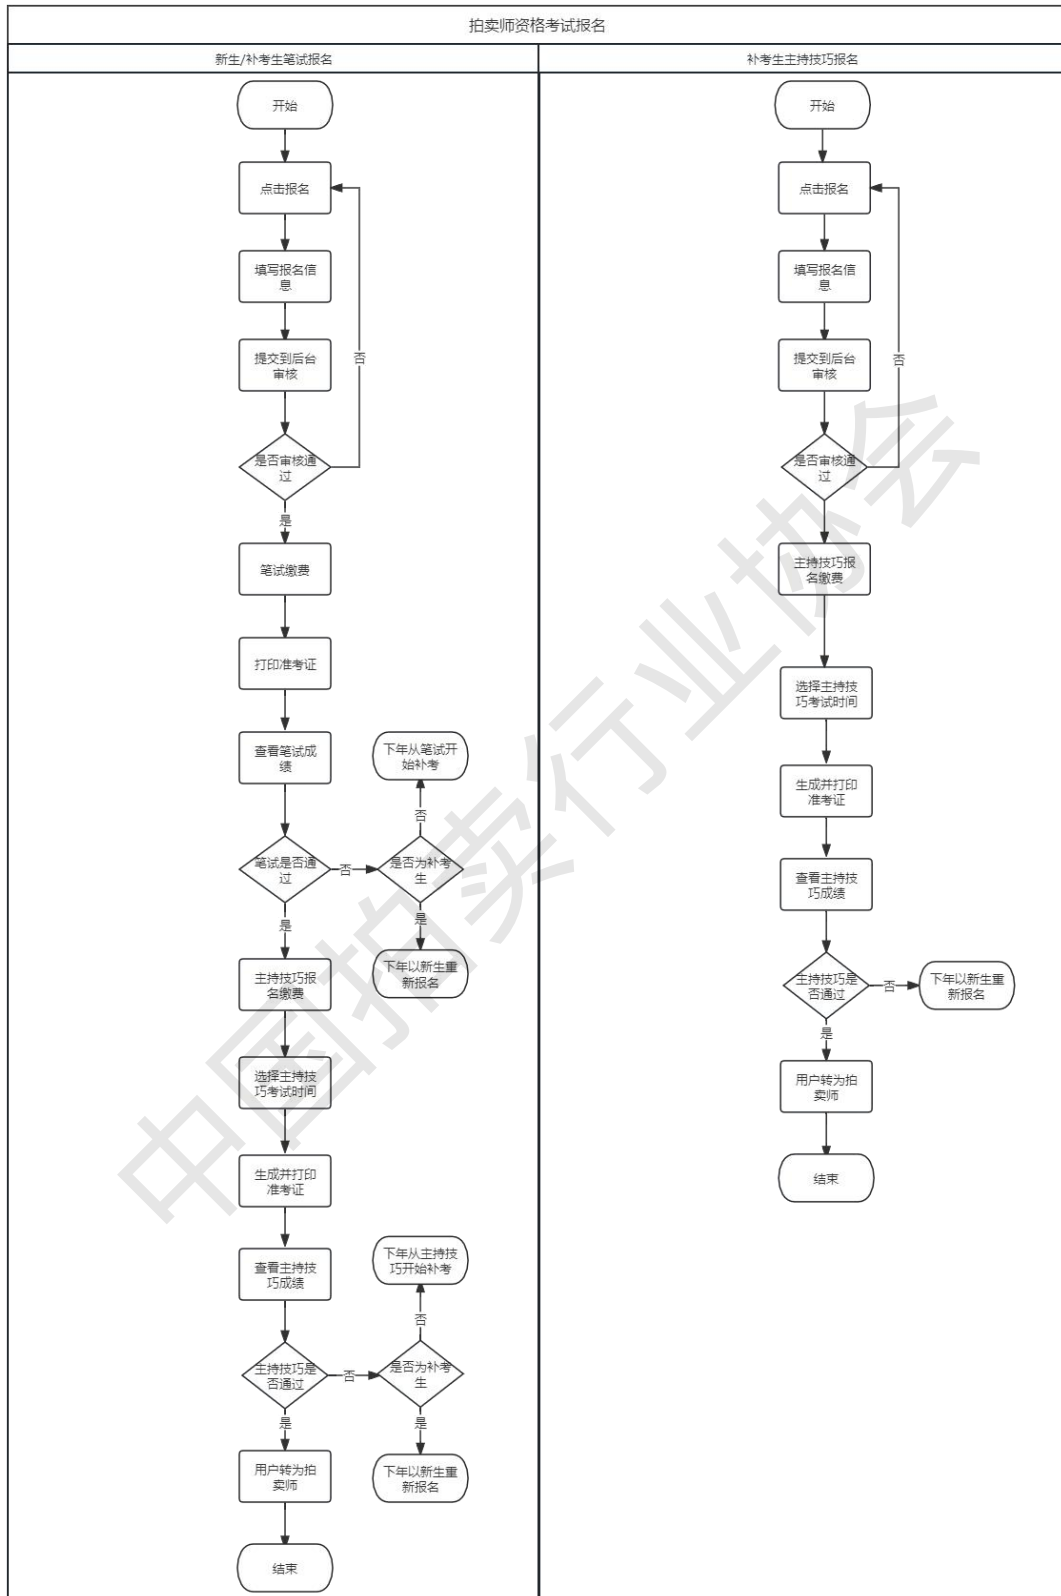 拍卖师资格考试报名
新生/补考生笔试报名
开始
点击报名
填写报名信
息
提交到后台
审核
否
是否审核通
过
是
笔试缴费
打印准考证
查看笔试成
绩
下年从笔试开
始补考
否
笔试是否通
过
否
是否为补考
生
是
是
下年以新生重
新报名
主持技巧报
名缴费
选择主持技
巧考试时间
生成并打印
准考证
查看主持技
巧成绩
下年从主持技
巧开始补考
否
主持技巧是
否通过
否
是否为补考
生
是
是
用户转为拍
卖师
下年以新生重
新报名
结束
补考生主持技巧报名
开始
点击报名
填写报名信
息
提交到后台
审核
否
是否审核通
过
主持技巧报
名缴费
选择主持技
巧考试时间
生成并打印
准考证
查看主持技
巧成绩
主持技巧是
否通过
否
下年以新生重
新报名
是
用户转为拍
卖师
结束
中国拍卖行业协会